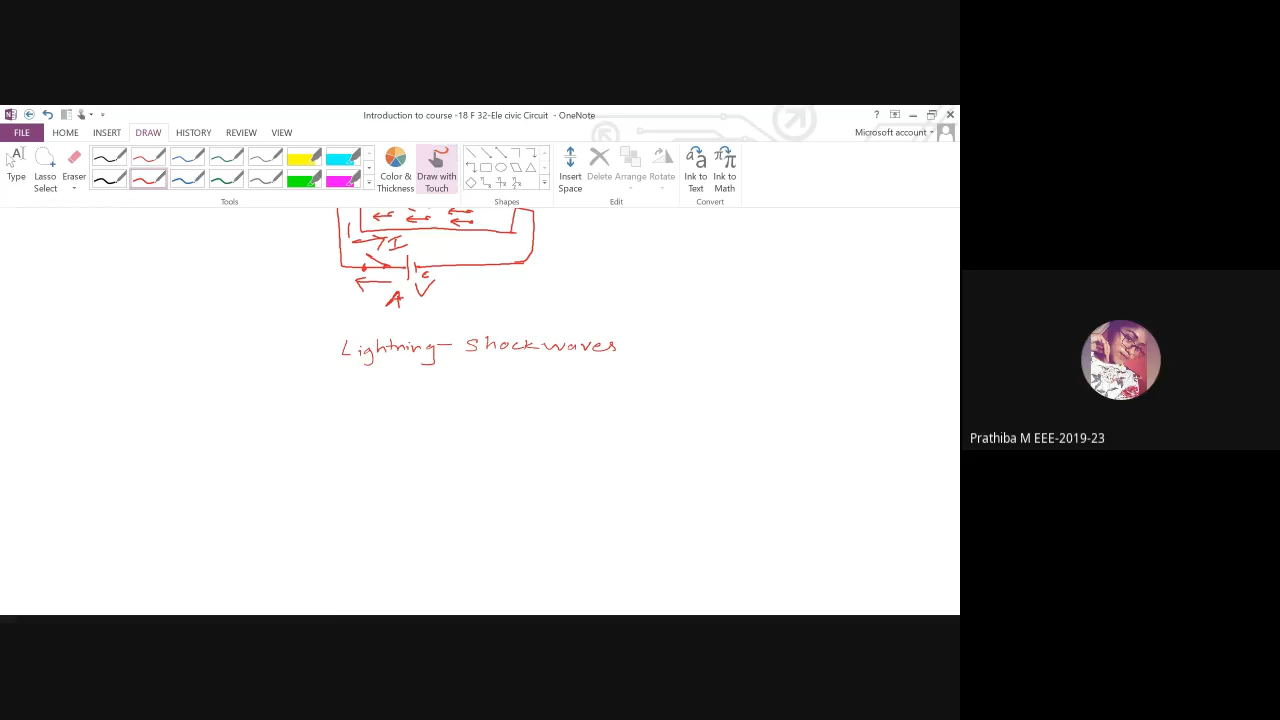 Introduction to course -18 F 32-Ele civic Circuit - OneNote
FILE HOME INSERT DRAW HISTORY REVIEW VIEW
Microsoft account
Type
Lasso Select
Eraser
Color & Thickness
Draw with Touch
Insert Space
Delete
Arrange
Rotate
Ink to Text
Ink to Math
Tools
Shapes
Edit
Convert
I
A V
Lightning - Shockwaves
Prathiba M EEE-2019-23